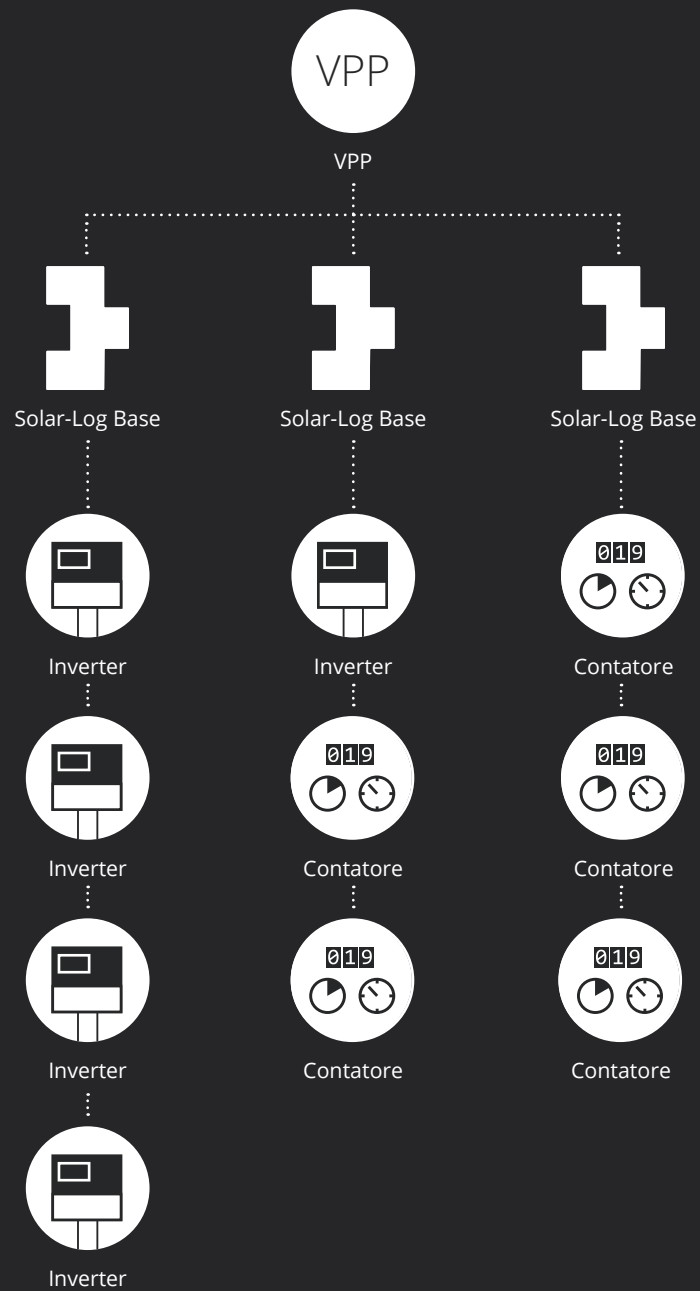 VPP
VPP
Solar-Log Base
Solar-Log Base
Solar-Log Base
019
Inverter
Inverter
Contatore
019
019
Inverter
Contatore
Contatore
019
019
Inverter
Contatore
Contatore
Inverter